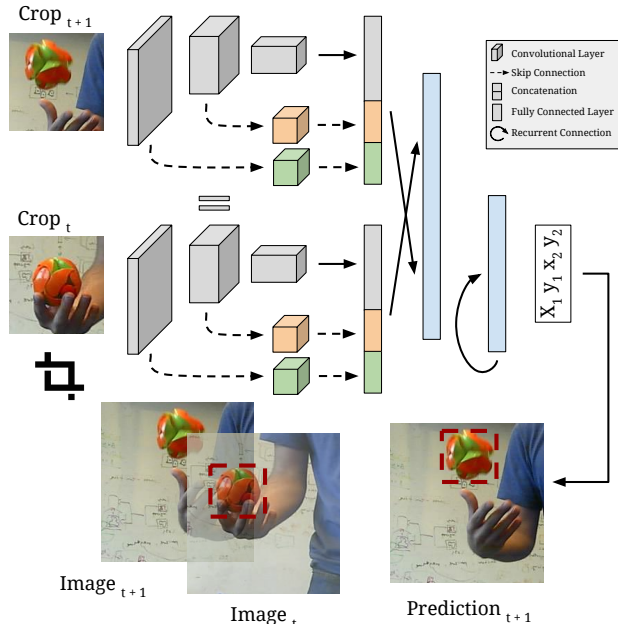 Crop t + 1
Convolutional Layer
Skip Connection
Concatenation
Fully Connected Layer
Recurrent Connection
Crop t
X1 y1 x2 y2
Image t + 1
Image t
Prediction t + 1